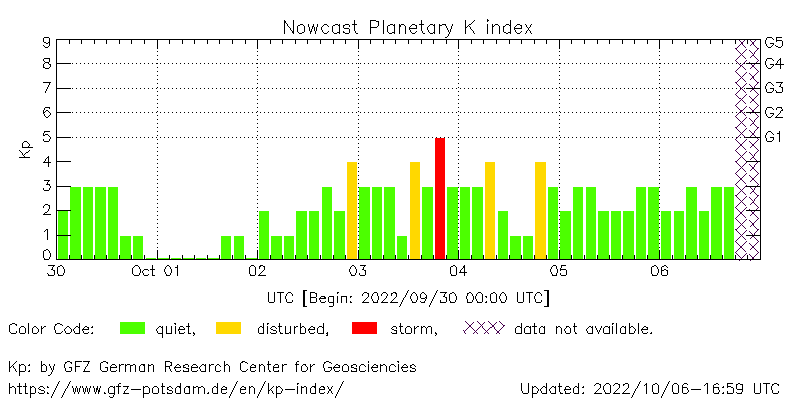 Nowcast Planetary K index
9
8
7
6
5
4
3
2
1
0
Kp
G5
G4
G3
G2
G1
30 Oct 01 02 03 04 05 06
UTC [Begin: 2022/09/30 00:00 UTC]
Color Code: quiet, disturbed, storm, data not available.
Kp: by GFZ German Research Center for Geosciencies
https://www.gfz-potsdam.de/en/kp-index/ Updated: 2022/10/06-16:59 UTC